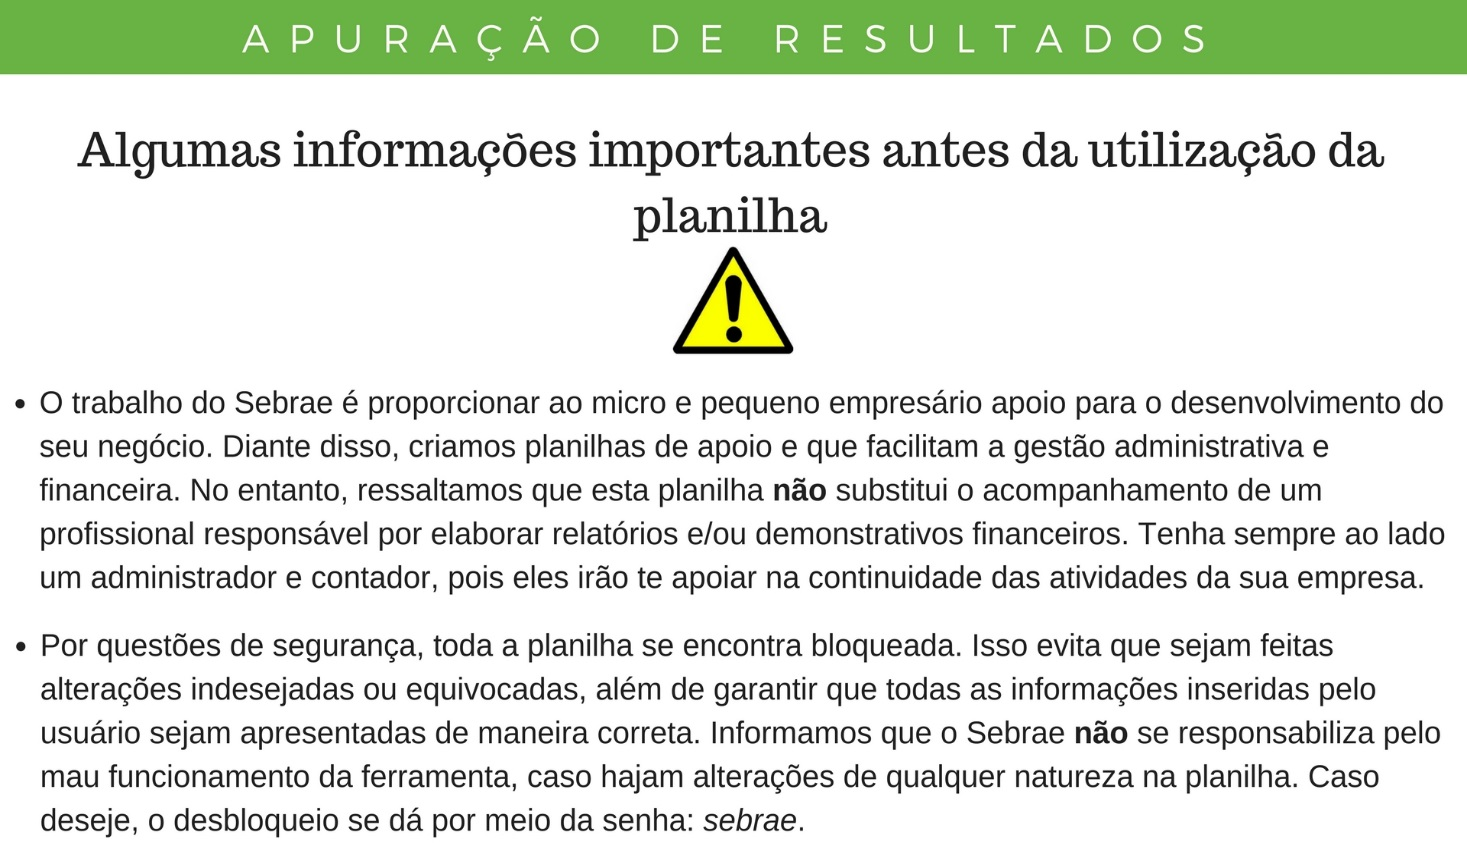 APURAÇÃO DE RESULTADOS
Algumas informações importantes antes da utilização da
planilha
• O trabalho do Sebrae é proporcionar ao micro e pequeno empresário apoio para o desenvolvimento do
seu negócio. Diante disso, criamos planilhas de apoio e que facilitam a gestão administrativa e
financeira. No entanto, ressaltamos que esta planilha não substitui o acompanhamento de um
profissional responsável por elaborar relatórios e/ou demonstrativos financeiros. Tenha sempre ao lado
um administrador e contador, pois eles irão te apoiar na continuidade das atividades da sua empresa.
• Por questões de segurança, toda a planilha se encontra bloqueada. Isso evita que sejam feitas
alterações indesejadas ou equivocadas, além de garantir que todas as informações inseridas pelo
usuário sejam apresentadas de maneira correta. Informamos que o Sebrae não se responsabiliza pelo
mau funcionamento da ferramenta, caso hajam alterações de qualquer natureza na planilha. Caso
deseje, o desbloqueio se dá por meio da senha: sebrae.